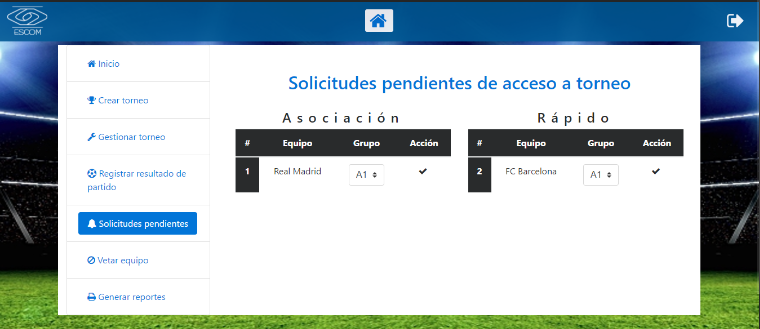 ESCOM
Inicio
Crear torneo
Gestionar torneo
Registrar resultado de
partido
Solicitudes pendientes
Vetar equipo
Generar reportes
Solicitudes pendientes de acceso a torneo
Asociación
# Equipo Grupo Acción
1 Real Madrid A1
Rápido
# Equipo Grupo Acción
2 FC Barcelona A1